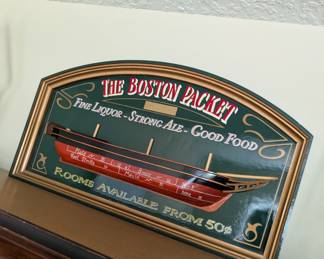 THE BOSTON PACKET
FINE LIQUOR - STRONG ALE - GOOD FOOD
ROOMS AVAILABLE FROM 50¢